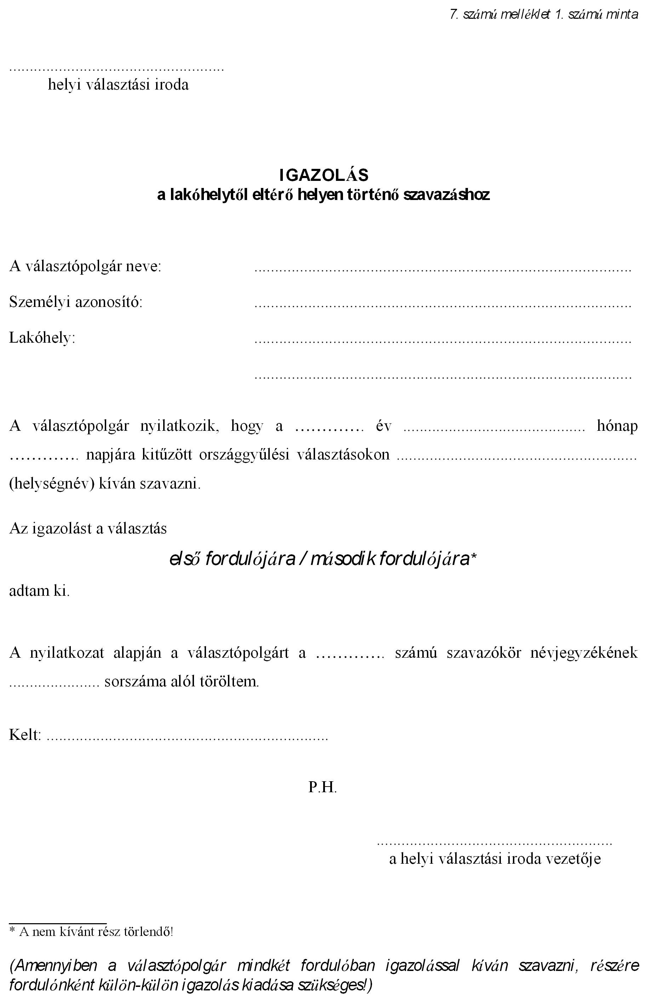 7. számú melléklet 1. számú minta
....................................................
helyi választási iroda
IGAZOLÁS
a lakóhelytől eltérő helyen történő szavazáshoz
A választópolgár neve: ...........................................................................................
Személyi azonosító: ...........................................................................................
Lakóhely: ...........................................................................................
...........................................................................................
A választópolgár nyilatkozik, hogy a …………. év ............................................ hónap
…………. napjára kitűzött országgyűlési választásokon ..........................................................
(helységnév) kíván szavazni.
Az igazolást a választás
első fordulójára / második fordulójára*
adtam ki.
A nyilatkozat alapján a választópolgárt a …………. számú szavazókör névjegyzékének
...................... sorszáma alól töröltem.
Kelt: ....................................................................
P.H.
.........................................................
a helyi választási iroda vezetője
* A nem kívánt rész törlendő!
(Amennyiben a választópolgár mindkét fordulóban igazolással kíván szavazni, részére
fordulónként külön-külön igazolás kiadása szükséges!)